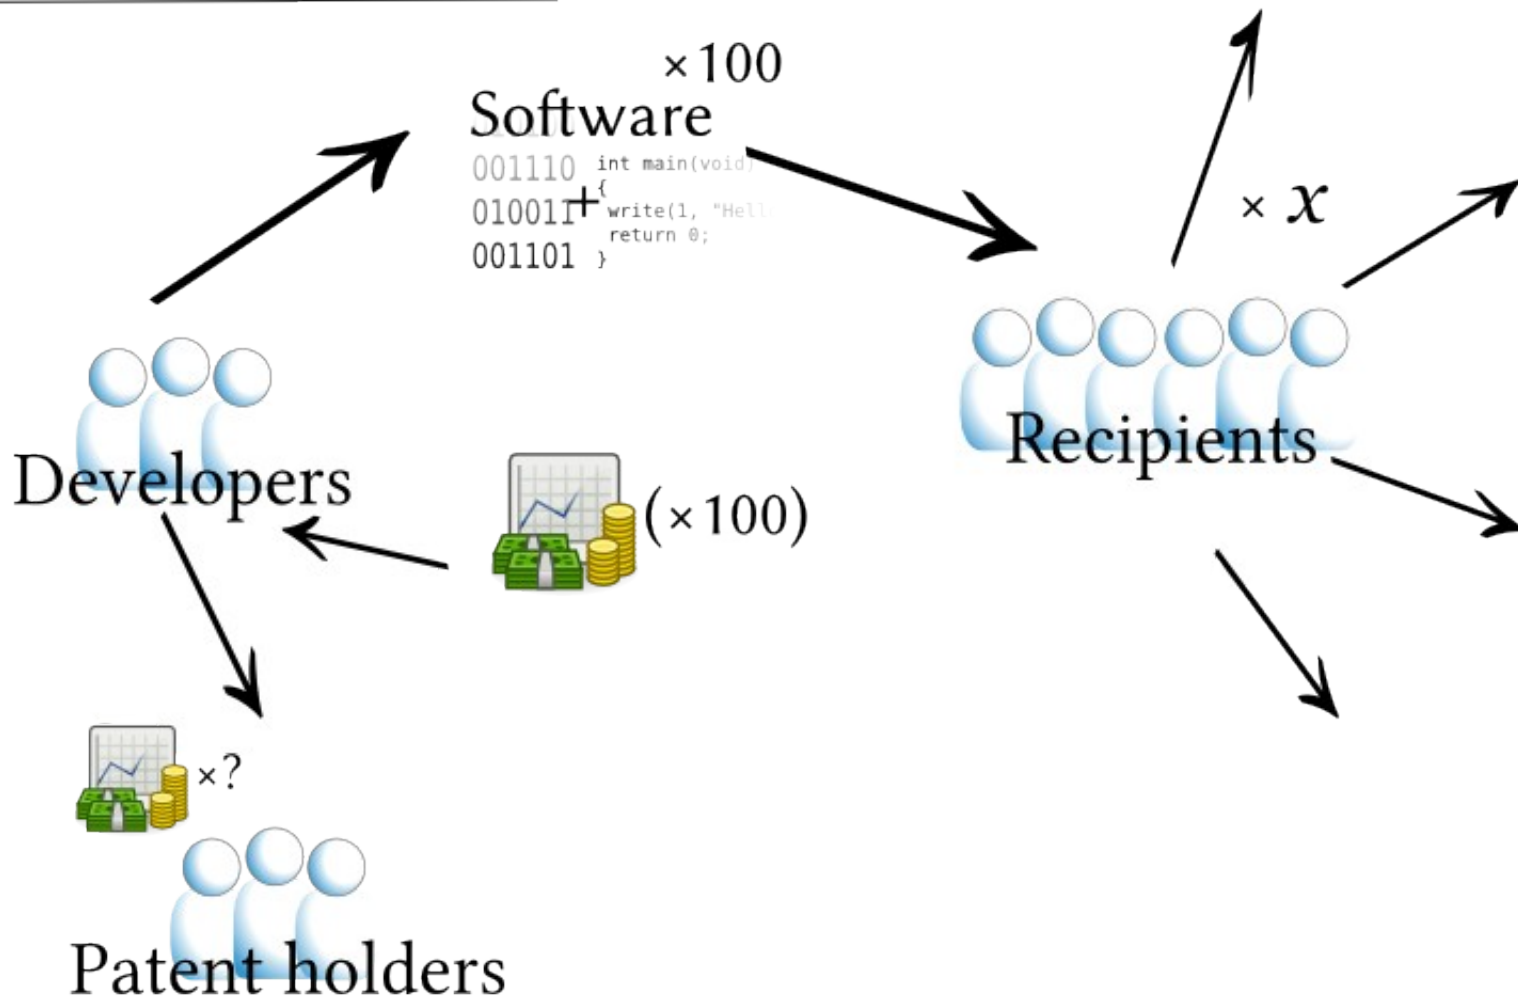 ×100
Software
001110 int main(void)
+ {
010011 write(1, "Hell
return 0;
001101 }
× x
Recipients
Developers
(×100)
×?
Patent holders